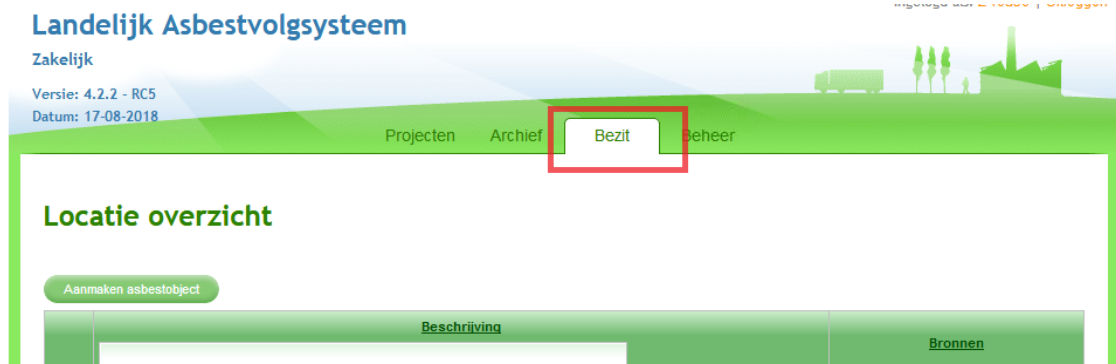 Landelijk Asbestvolgsysteem
Zakelijk
Versie: 4.2.2 - RC5
Datum: 17-08-2018
Projecten Archief Bezit Beheer
Locatie overzicht
Aanmaken asbestobject
Beschrijving
Bronnen